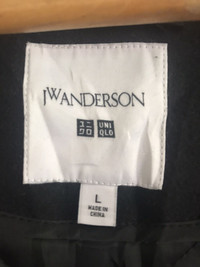 JWANDERSON
ユニ UNI
クロ QLO
L
MADE IN
CHINA